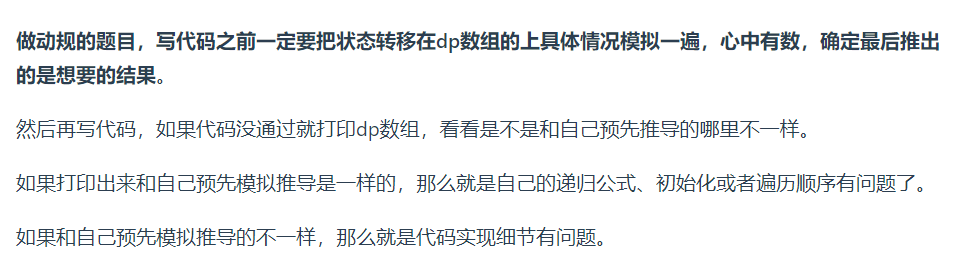 做动规的题目，写代码之前一定要把状态转移在dp数组的上具体情况模拟一遍，心中有数，确定最后推出
的是想要的结果。
然后再写代码，如果代码没通过就打印dp数组，看看是不是和自己预先推导的哪里不一样。
如果打印出来和自己预先模拟推导是一样的，那么就是自己的递归公式、初始化或者遍历顺序有问题了。
如果和自己预先模拟推导的不一样，那么就是代码实现细节有问题。